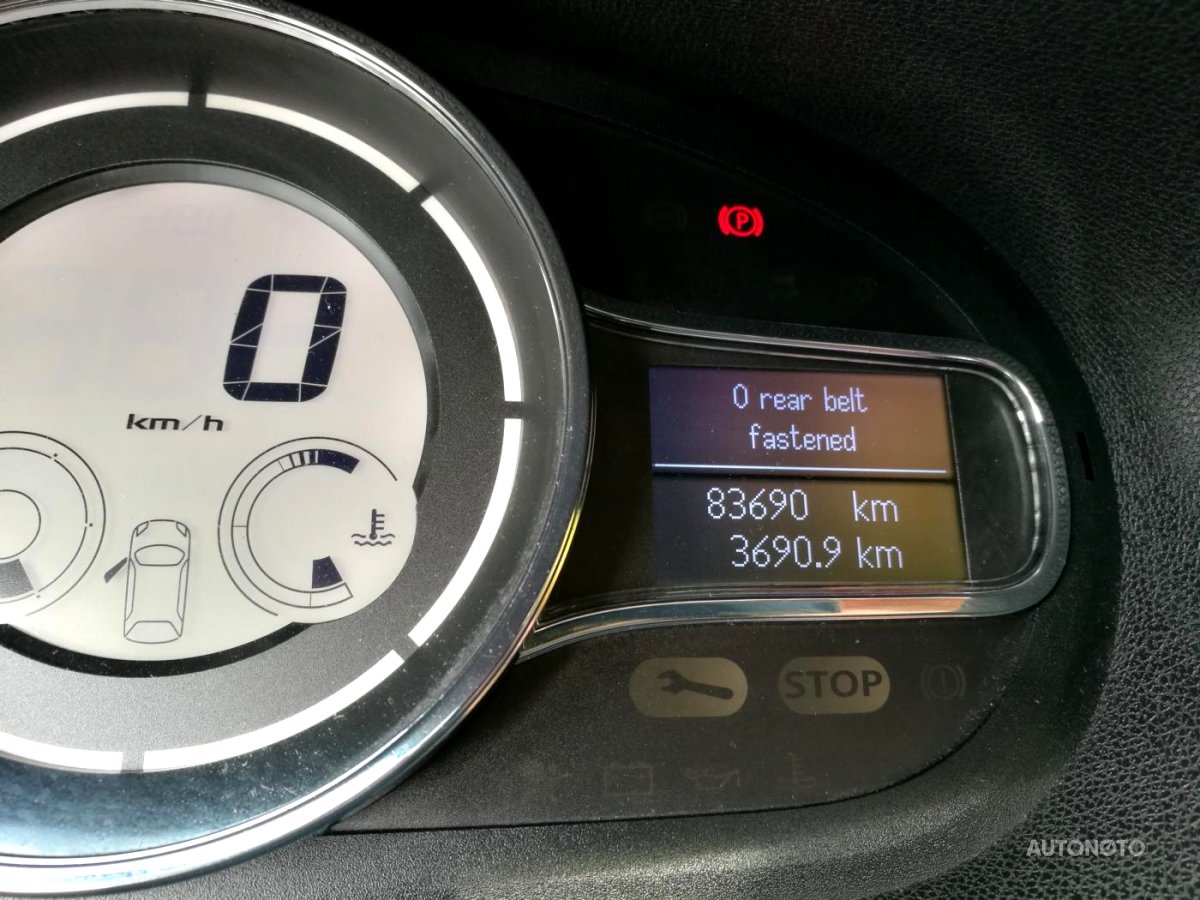 0
km/h
P
0 rear belt
fastened
83690 km
3690.9 km
STOP
AUTONOTO